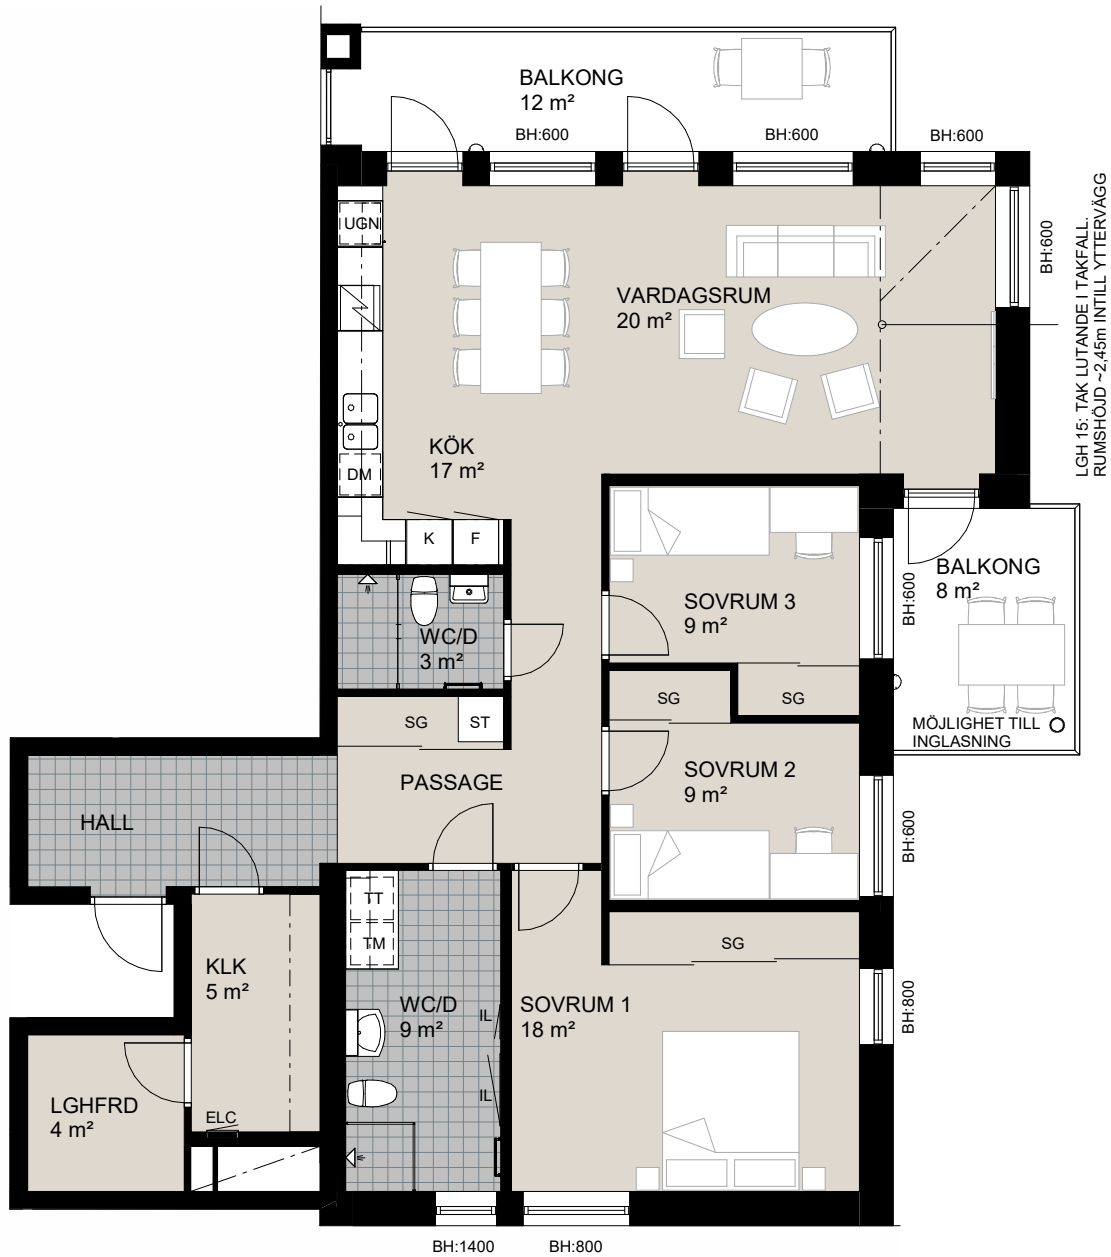 BALKONG
12 m²
BH:600
BH:600
BH:600
UGN
BH:600
VARDAGSRUM
20 m²
LGH 15: TAK LUTANDE I TAKFALL.
RUMSHÖJD ~2,45m INTILL YTTERVÄGG
KÖK
17 m²
DM
K
F
BALKONG
8 m²
BH:600
SOVRUM 3
9 m²
WC/D
3 m²
SG
SG
SG
ST
MÖJLIGHET TILL
INGLASNING
PASSAGE
SOVRUM 2
9 m²
HALL
BH:600
TT
TM
SG
KLK
5 m²
WC/D
9 m²
IL
SOVRUM 1
18 m²
BH:800
LGHFRD
4 m²
ELC
IL
BH:1400
BH:800